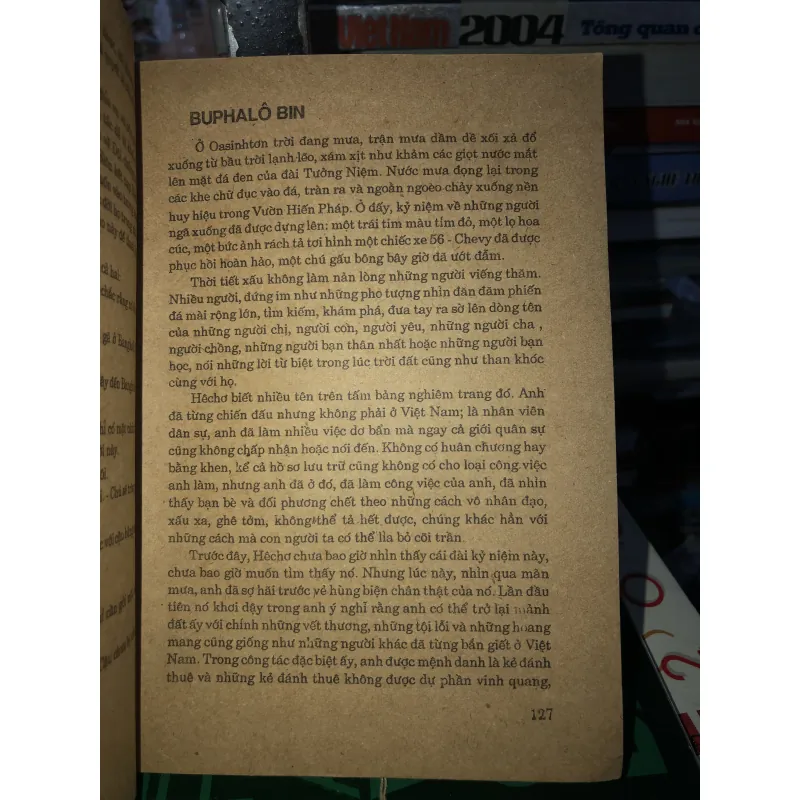 Việt Nam 2004 Tổng quan
BUPHALÔ BIN
Ở Oasinhtơn trời đang mưa, trận mưa dầm dề xối xả đổ
xuống từ bầu trời lạnh lẽo, xám xịt như khảm các giọt nước mắt
lên mặt đá đen của đài Tưởng Niệm. Nước mưa đọng lại trong
các khe chữ đục vào đá, tràn ra và ngoằn ngoèo chảy xuống nền
huy hiệu trong Vườn Hiến Pháp. Ở đấy, kỷ niệm về những người
ngã xuống đã được dựng lên: một trái tim màu tím đỏ, một lọ hoa
cúc, một bức ảnh rách tả tơi hình một chiếc xe 56 - Chevy đã được
phục hồi hoàn hảo, một chú gấu bông bây giờ đã ướt đẫm.
Thời tiết xấu không làm nản lòng những người viếng thăm.
Nhiều người, đứng im như những pho tượng nhìn đăm đăm phiến
đá mài rộng lớn, tìm kiếm, khám phá, đưa tay ra sờ lên dòng tên
của những người chị, người con, người yêu, những người cha ,
người chồng, những người bạn thân nhất hoặc những người bạn
học, nói những lời từ biệt trong lúc trời đất cũng như than khóc
cùng với họ.
Hêchơ biết nhiều tên trên tấm bảng nghiêm trang đó. Anh
đã từng chiến đấu nhưng không phải ở Việt Nam; là nhân viên
dân sự, anh đã làm nhiều việc dơ bẩn mà ngay cả giới quân sự
cũng không chấp nhận hoặc nói đến. Không có huân chương hay
bằng khen, kể cả hồ sơ lưu trữ cũng không có cho loại công việc
anh làm, nhưng anh đã ở đó, đã làm công việc của anh, đã nhìn
thấy bạn bè và đối phương chết theo những cách vô nhân đạo,
xấu xa, ghê tởm, không thể tả hết được, chúng khác hẳn với
những cách mà con người ta có thể lìa bỏ cõi trần.
Trước đây, Hêchơ chưa bao giờ nhìn thấy cái đài kỷ niệm này,
chưa bao giờ muốn tìm thấy nó. Nhưng lúc này, nhìn qua màn
mưa, anh đã sợ hãi trước vẻ hùng biện chân thật của nó. Lần đầu
tiên nó khơi dậy trong anh ý nghĩ rằng anh có thể trở lại mảnh
đất ấy với chính những vết thương, những tội lỗi và những hoang
mang cũng giống như những người khác đã từng bắn giết ở Việt
Nam. Trong công tác đặc biệt ấy, anh được mệnh danh là kẻ đánh
thuê và những kẻ đánh thuê không được dự phần vinh quang,
127